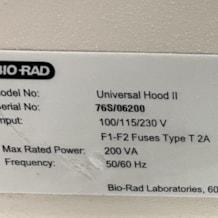 BIO-RAD
Model No: Universal Hood II
Serial No: 76S/06200
Input: 100/115/230 V
F1-F2 Fuses Type T 2A
Max Rated Power: 200 VA
Frequency: 50/60 Hz
Bio-Rad Laboratories, 60